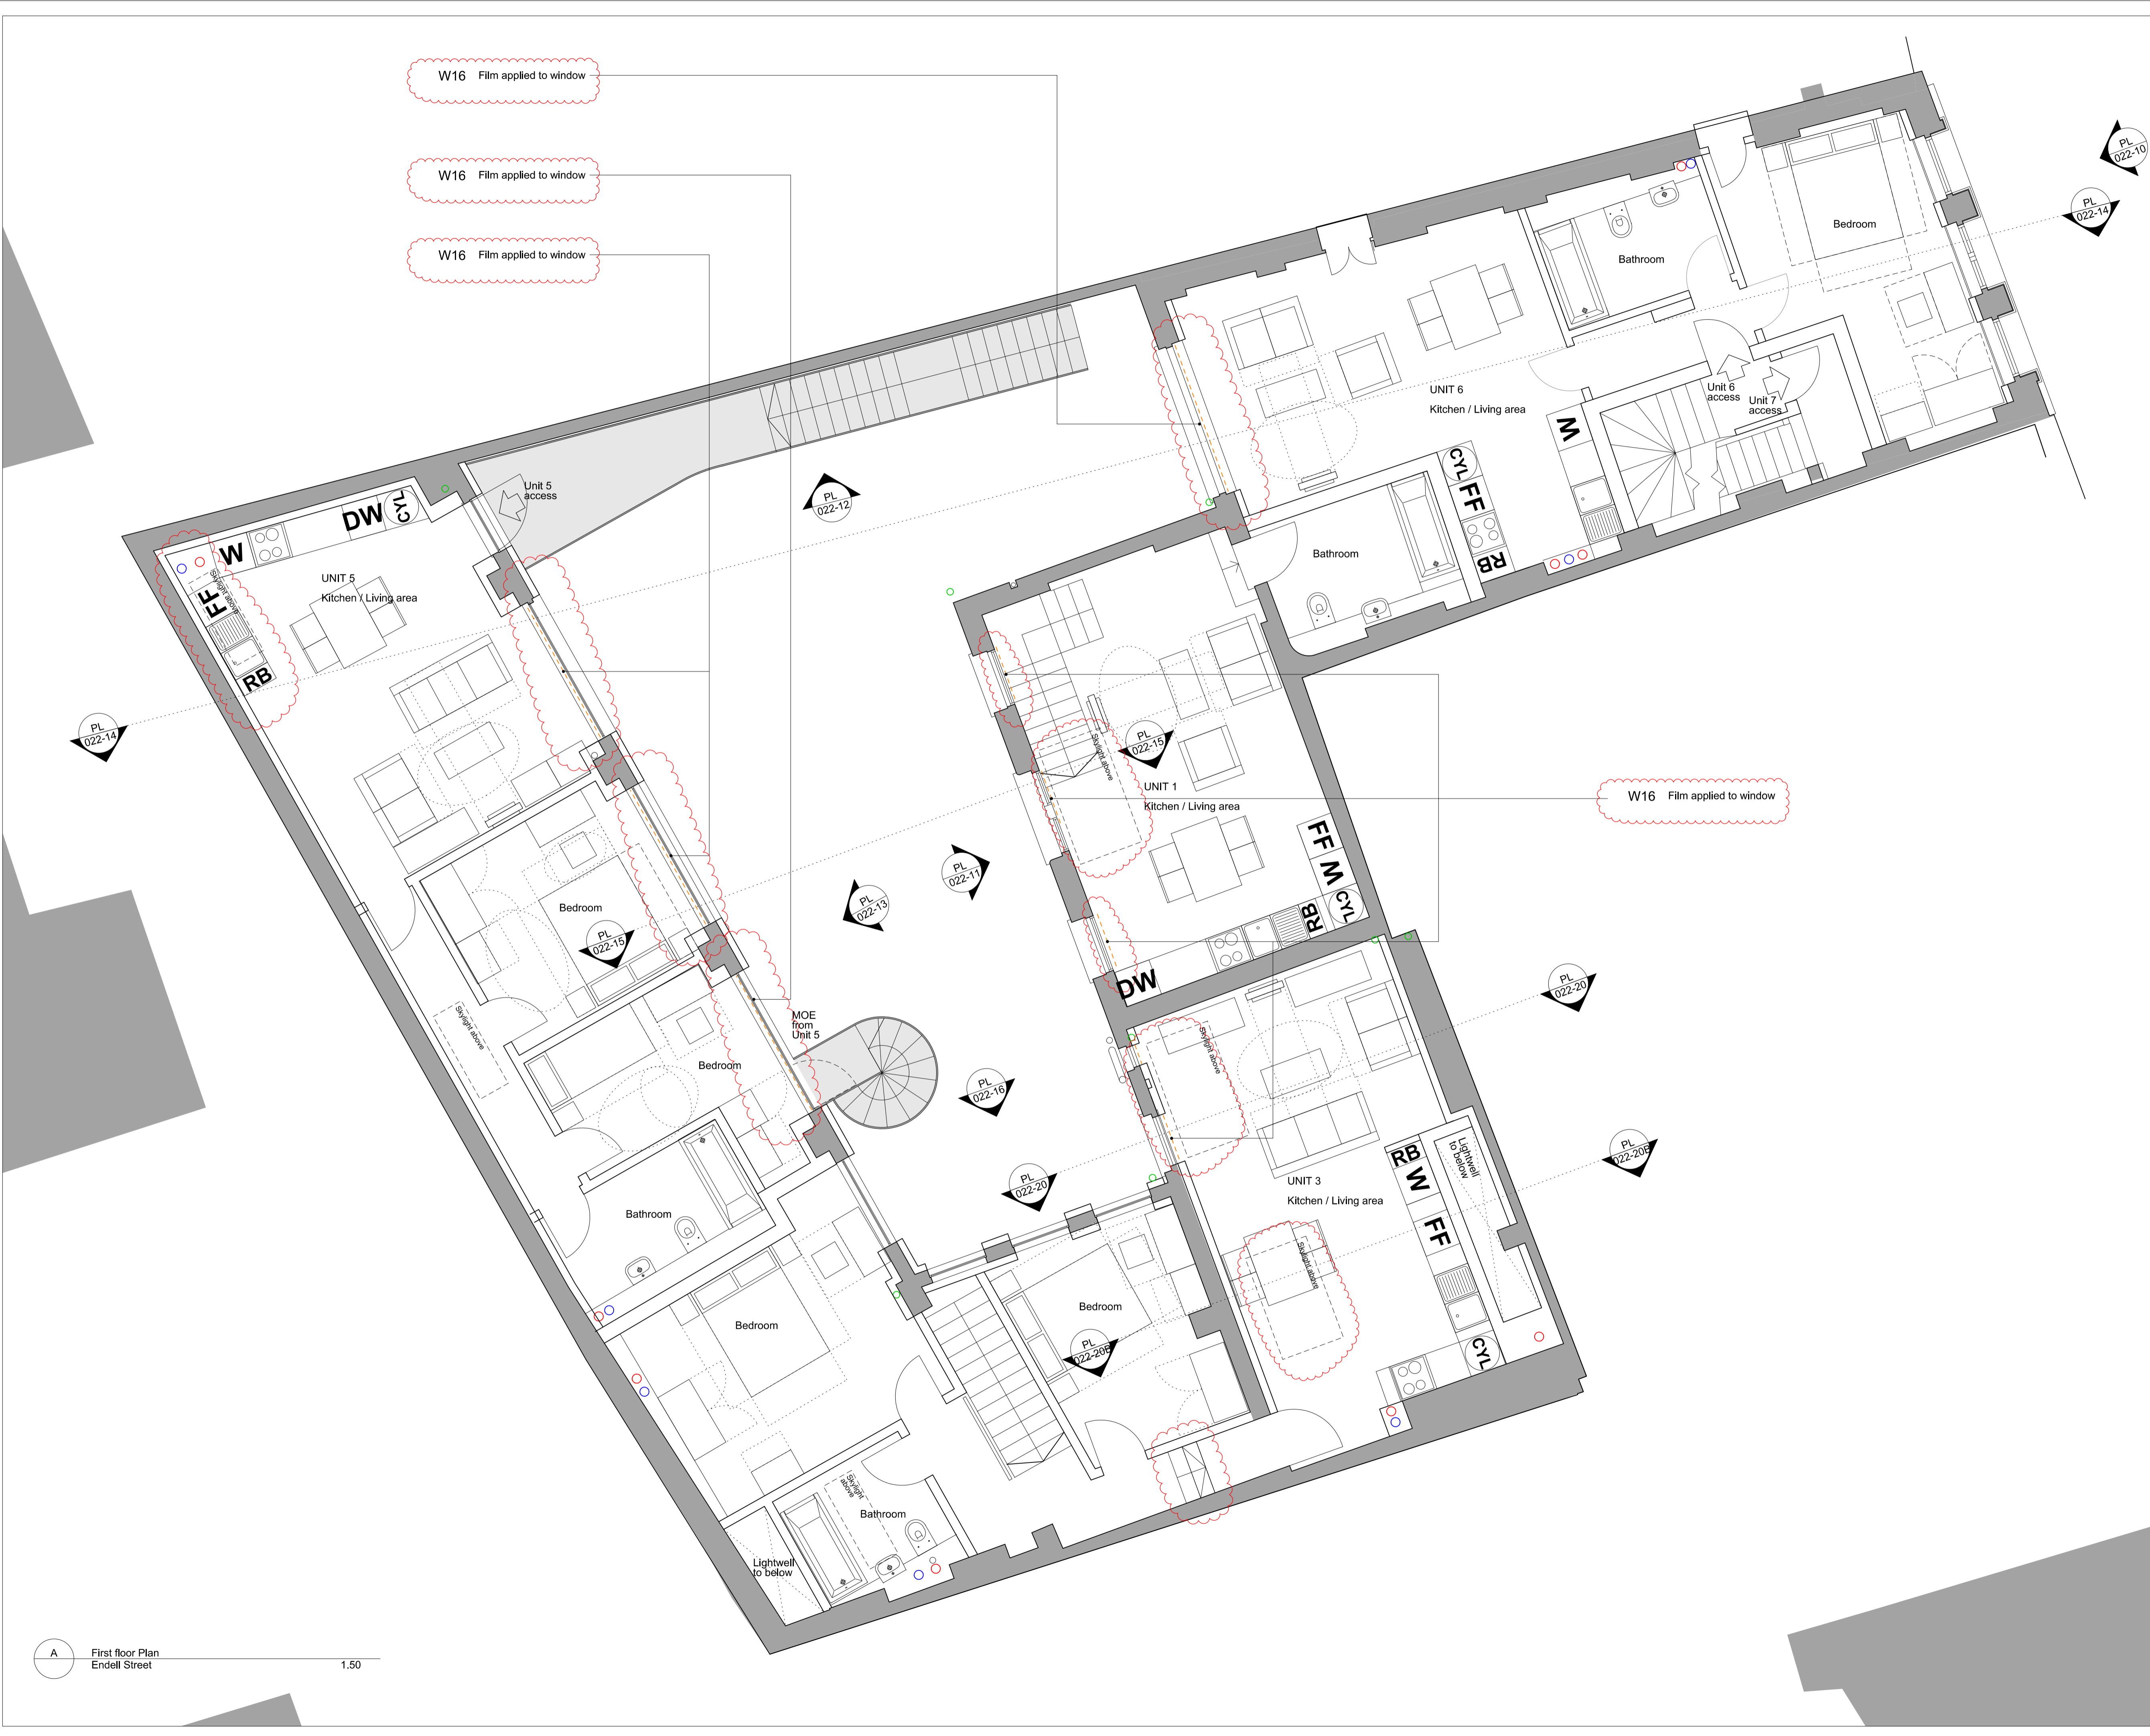 W16 Film applied to window
W16 Film applied to window
W16 Film applied to window
PL
022-10
PL
022-14
Bedroom
Bathroom
UNIT 6
Kitchen / Living area
Unit 6
access
Unit 7
access
W
CYL
FF
RB
Bathroom
PL
022-12
Unit 5
access
DW
CYL
W
UNIT 5
Kitchen / Living area
Skylight above
FF
RB
PL
022-14
PL
022-15
Skylight above
UNIT 1
Kitchen / Living area
W16 Film applied to window
FF
W
CYL
RB
DW
PL
022-11
PL
022-13
Bedroom
PL
022-15
Skylight above
MOE
from
Unit 5
Bedroom
PL
022-16
PL
022-20
Skylight above
PL
022-20B
Lightwell
to below
RB
W
FF
CYL
UNIT 3
Kitchen / Living area
PL
022-20
Skylight above
Bathroom
Bedroom
Bedroom
PL
022-20B
Skylight
above
Bathroom
Lightwell
to below
A
First floor Plan
Endell Street
1.50